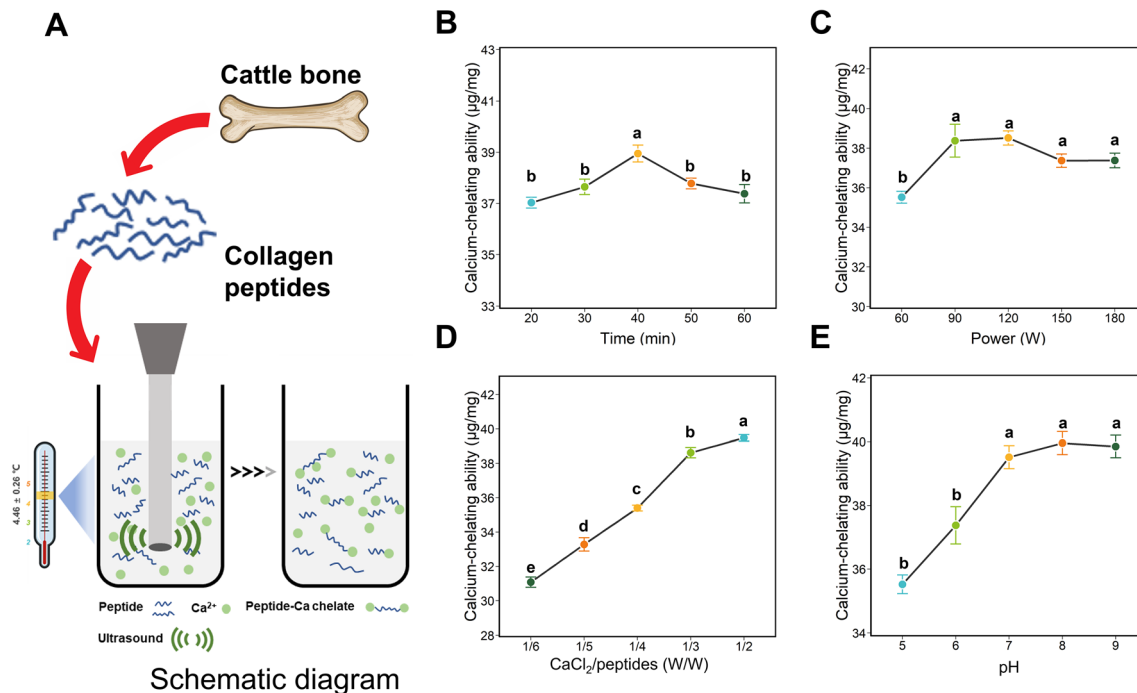 A
Cattle bone
Collagen
peptides
4.46 ± 0.26 °C
5
4
3
2
Peptide
Ca²⁺
Peptide-Ca chelate
Ultrasound
Schematic diagram
B
Calcium-chelating ability (μg/mg)
43
41
39
37
35
33
b
b
a
b
b
20 30 40 50 60
Time (min)
C
Calcium-chelating ability (μg/mg)
42
40
38
36
34
32
30
b
a
a
a
a
60 90 120 150 180
Power (W)
D
Calcium-chelating ability (μg/mg)
42
40
38
36
34
32
30
28
e
d
c
b
a
1/6 1/5 1/4 1/3 1/2
CaCl₂/peptides (W/W)
E
Calcium-chelating ability (μg/mg)
42
40
38
36
34
b
b
a
a
a
5 6 7 8 9
pH